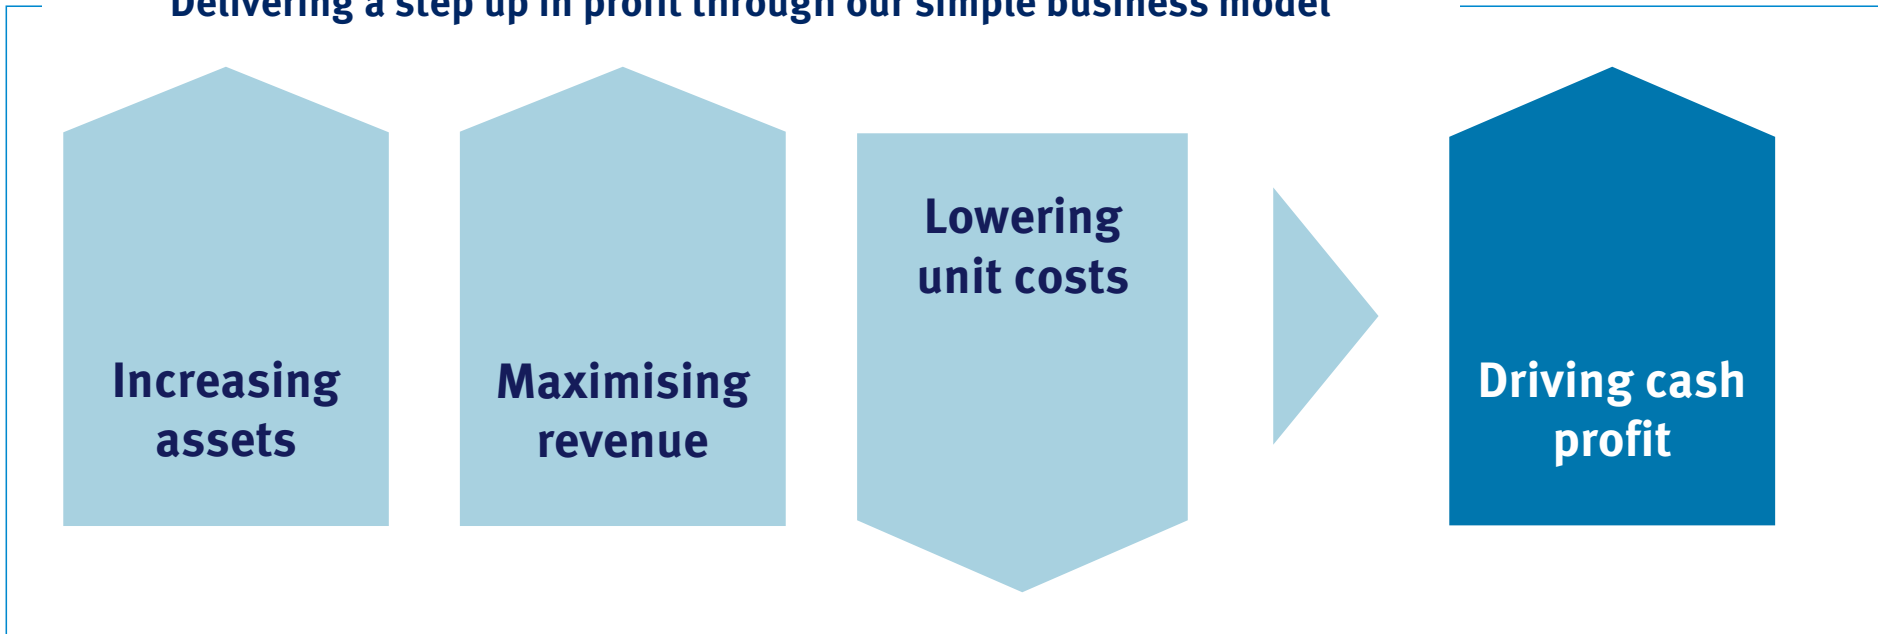 Delivering a step up in profit through our simple business model
Lowering
unit costs
Increasing
assets
Maximising
revenue
Driving cash
profit